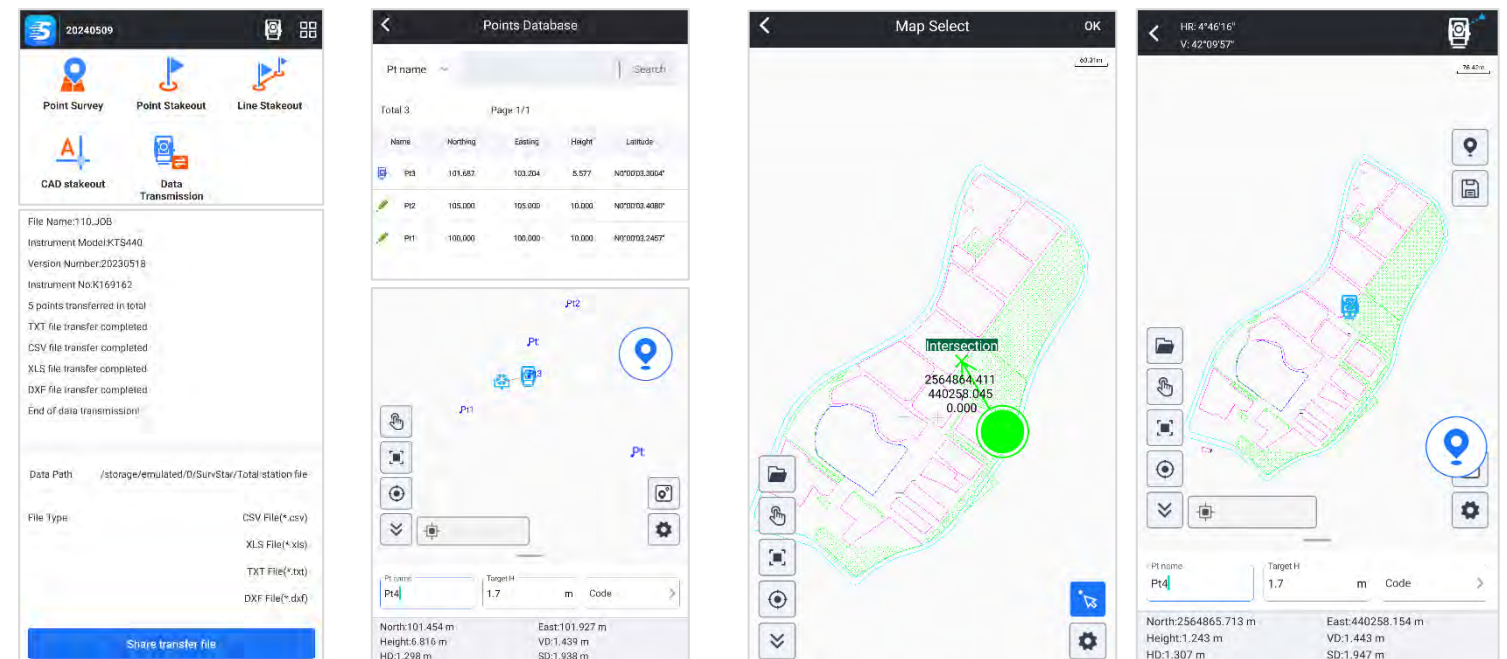 20240509
Point Survey
Point Stakeout
Line Stakeout
CAD stakeout
Data
Transmission
File Name:110.JOB
Instrument Model:KTS440
Version Number:20230518
Instrument No:K169162
5 points transferred in total
TXT file transfer completed
CSV file transfer completed
XLS file transfer completed
DXF file transfer completed
End of data transmission!
Data Path /storage/emulated/0/SurvStar/Total station file
File Type CSV File(*.csv)
XLS File(*.xls)
TXT File(*.txt)
DXF File(*.dxf)
Share transfer file
Points Database
Pt name Search
Total 3 Page 1/1
Name Northing Easting Height Latitude
Pt3 101.687 103.204 5.577 N0°00'03.3004"
Pt2 105.000 105.000 10.000 N0°00'03.4080"
Pt1 100.000 100.000 10.000 N0°00'03.2457"
Pt2
Pt
Pt3
Pt1
Pt
Pt name Target H
Pt4 1.7 m Code
North:101.454 m East:101.927 m
Height:6.816 m VD:1.439 m
HD:1.298 m SD:1.938 m
Map Select OK
Intersection
2564864.411
440258.045
0.000
HR: 4°46'16"
V: 42°09'57"
Pt name Target H
Pt4 1.7 m Code
North:2564865.713 m East:440258.154 m
Height:1.243 m VD:1.443 m
HD:1.307 m SD:1.947 m